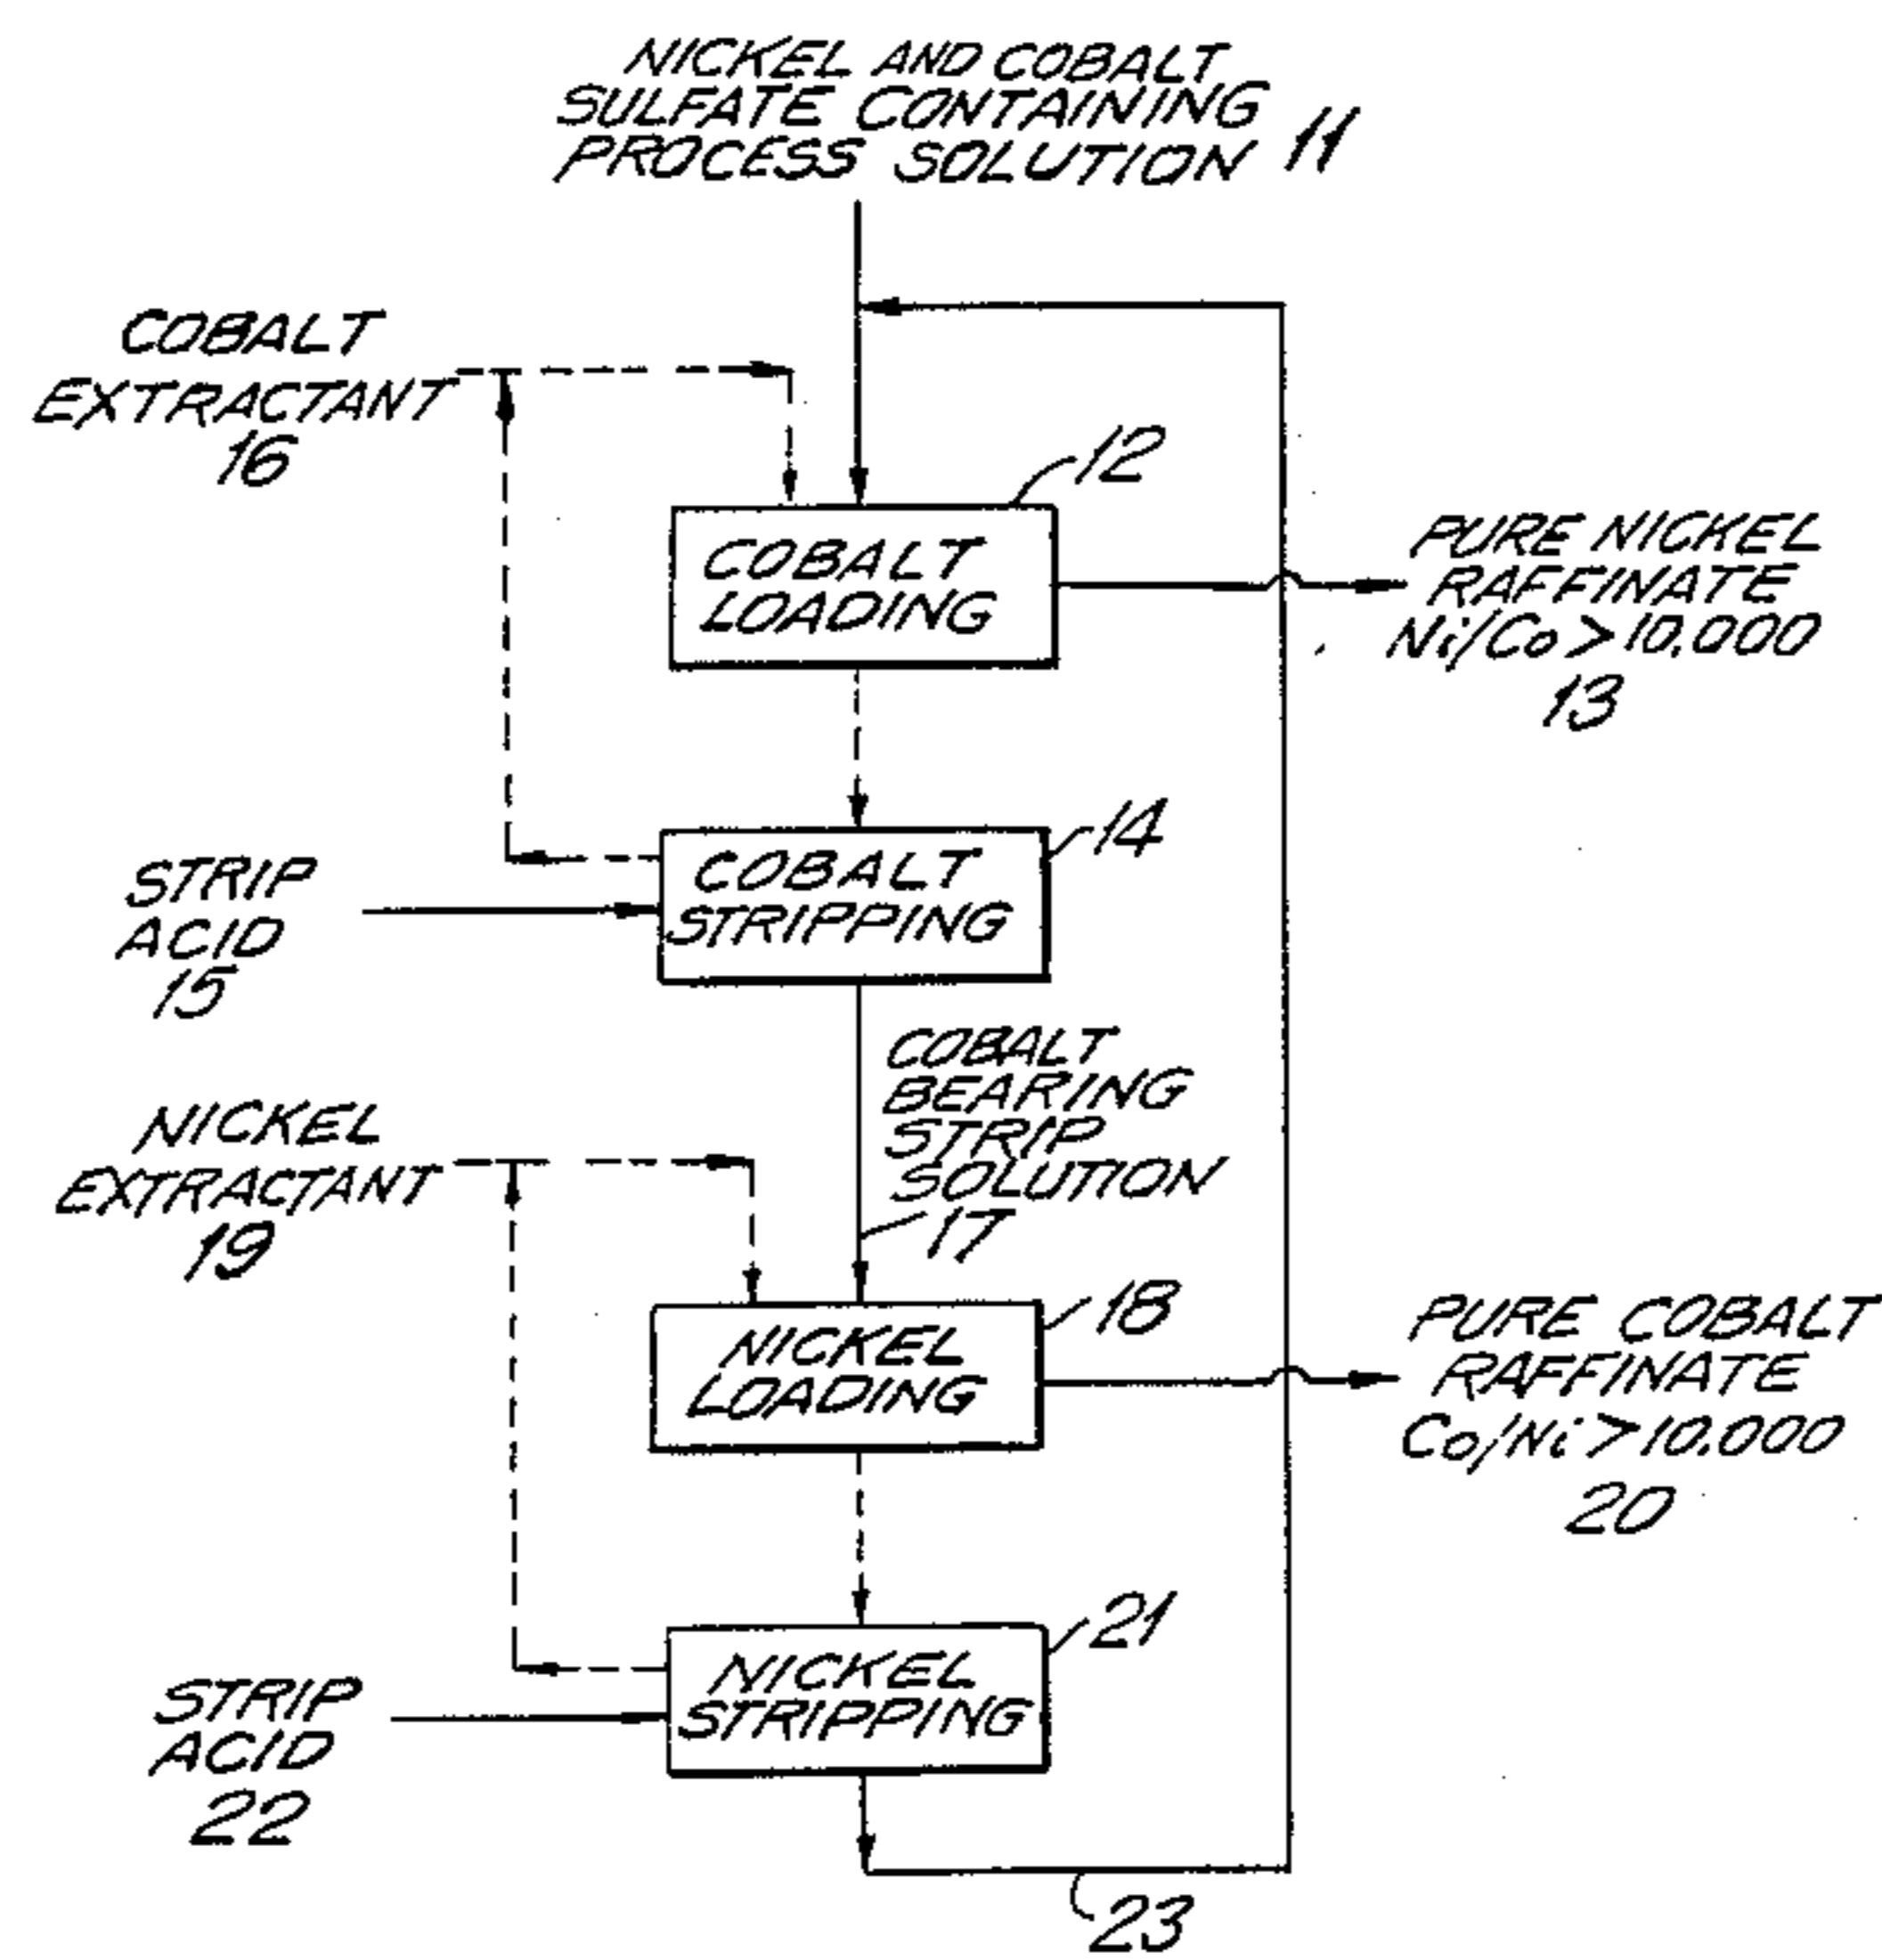 NICKEL AND COBALT
SULFATE CONTAINING
PROCESS SOLUTION 11
COBALT
EXTRACTANT
16
12
COBALT
LOADING
PURE NICKEL
RAFFINATE
Ni/Co > 10.000
13
14
COBALT
STRIPPING
STRIP
ACID
15
COBALT
BEARING
STRIP
SOLUTION
17
NICKEL
EXTRACTANT
19
18
NICKEL
LOADING
PURE COBALT
RAFFINATE
Co/Ni > 10.000
20
21
NICKEL
STRIPPING
STRIP
ACID
22
23